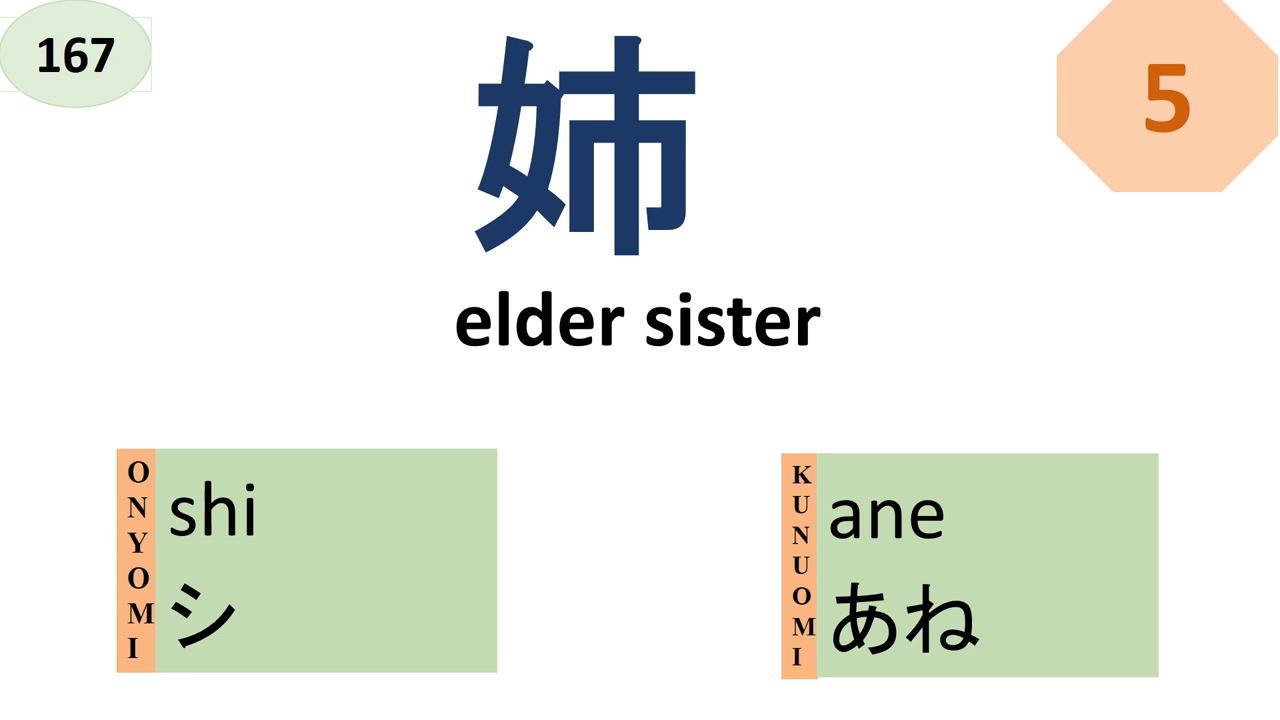 167
姉
5
elder sister
ONYOMI
shi
シ
KUNUOMI
ane
あね